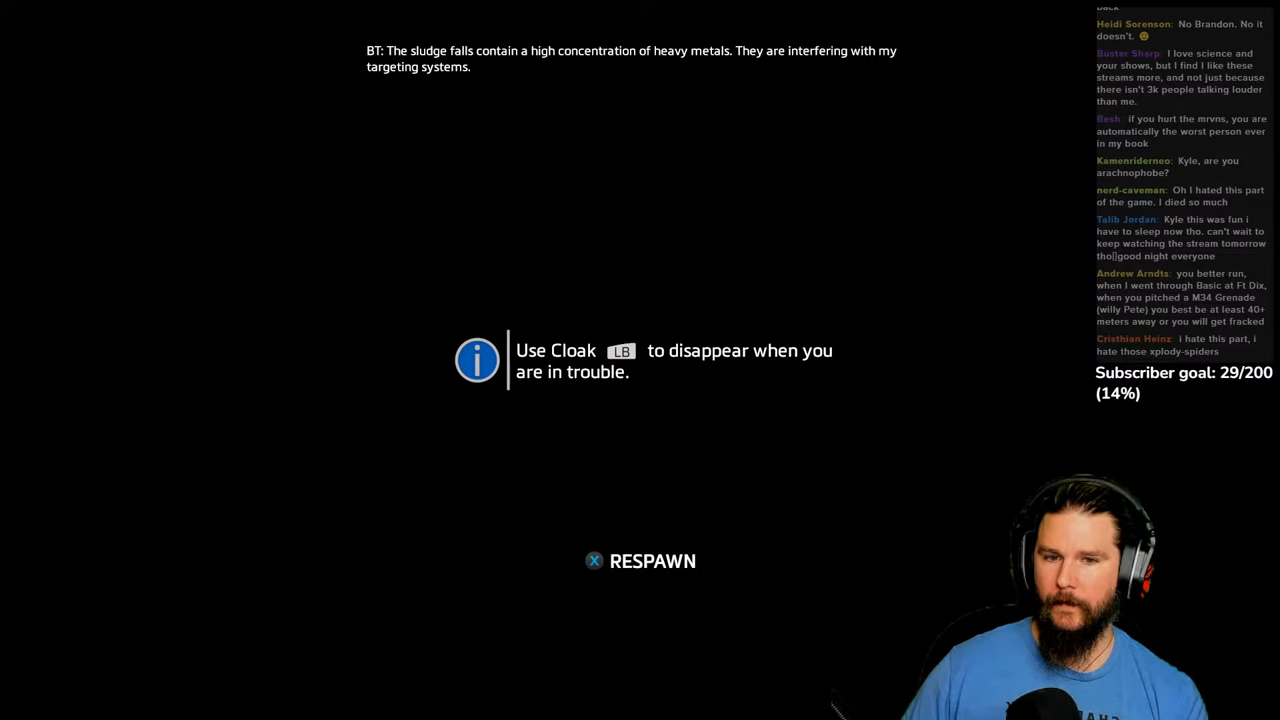 BT: The sludge falls contain a high concentration of heavy metals. They are interfering with my
targeting systems.
Use Cloak LB to disappear when you
are in trouble.
X RESPAWN
Heidi Sorenson: No Brandon. No it
doesn't.
Buster Sharp: I love science and
your shows, but I find I like these
streams more, and not just because
there isn't 3k people talking louder
than me.
Besh: if you hurt the mrvns, you are
automatically the worst person ever
in my book
Kamenriderneo: Kyle, are you
arachnophobe?
nerd-caveman: Oh I hated this part
of the game. I died so much
Talib Jordan: Kyle this was fun i
have to sleep now tho. can't wait to
keep watching the stream tomorrow
tho▯good night everyone
Andrew Arndts: you better run,
when I went through Basic at Ft Dix,
when you pitched a M34 Grenade
(willy Pete) you best be at least 40+
meters away or you will get fracked
Cristhian Heinz: i hate this part, i
hate those xplody-spiders
Subscriber goal: 29/200
(14%)